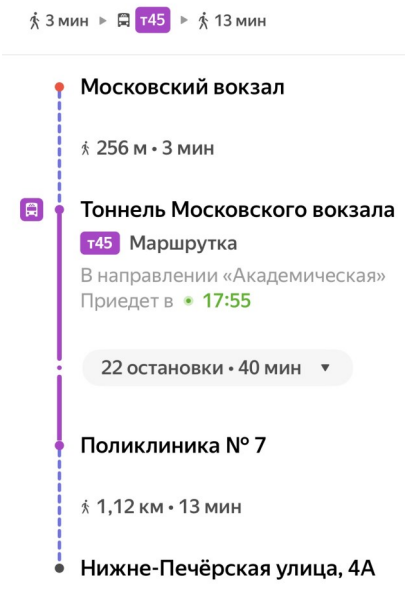 3 мин ▸ т45 ▸ 13 мин
Московский вокзал
256 м • 3 мин
Тоннель Московского вокзала
т45 Маршрутка
В направлении «Академическая»
Приедет в 17:55
22 остановки • 40 мин ▼
Поликлиника № 7
1,12 км • 13 мин
Нижне-Печёрская улица, 4А